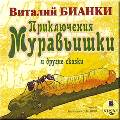 Виталий БИАНКИ
Приключения
Муравьишки
и другие сказки